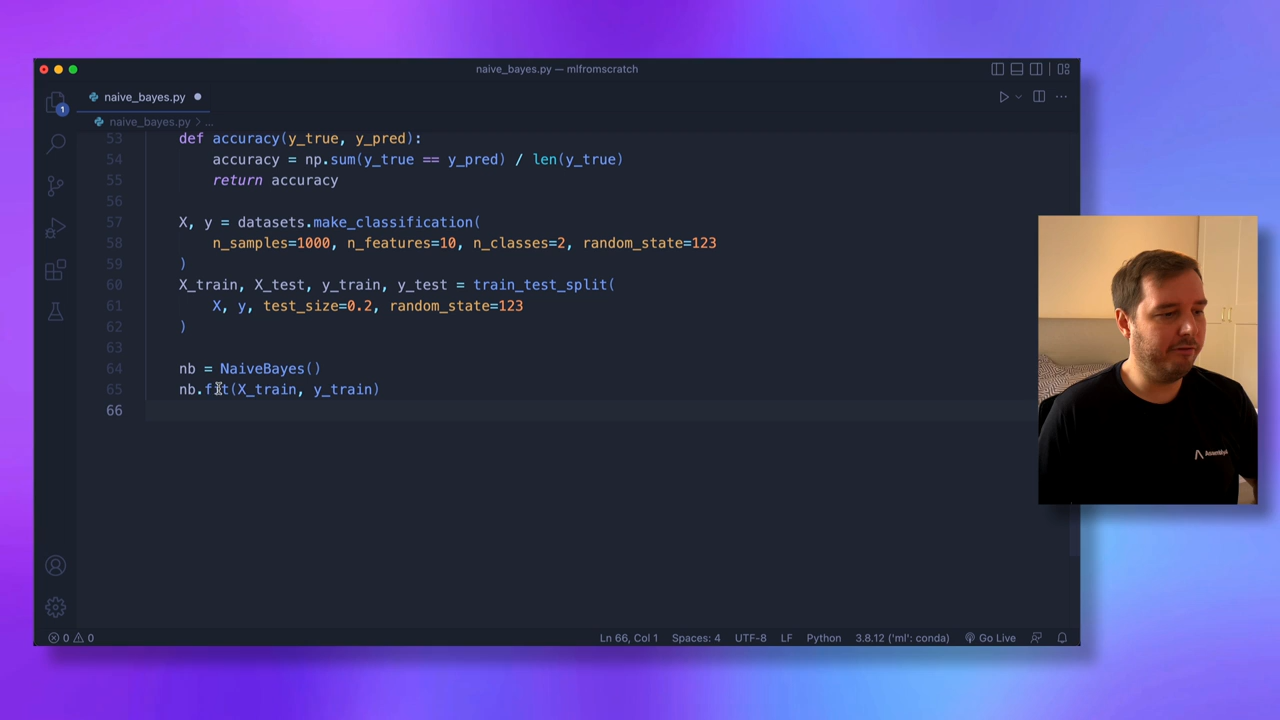 naive_bayes.py — mlfromscratch
naive_bayes.py
1
naive_bayes.py > ...
53 def accuracy(y_true, y_pred):
54 accuracy = np.sum(y_true == y_pred) / len(y_true)
55 return accuracy
56
57 X, y = datasets.make_classification(
58 n_samples=1000, n_features=10, n_classes=2, random_state=123
59 )
60 X_train, X_test, y_train, y_test = train_test_split(
61 X, y, test_size=0.2, random_state=123
62 )
63
64 nb = NaiveBayes()
65 nb.fit(X_train, y_train)
66
AssemblyAI
0 0 Ln 66, Col 1 Spaces: 4 UTF-8 LF Python 3.8.12 ('ml': conda) Go Live